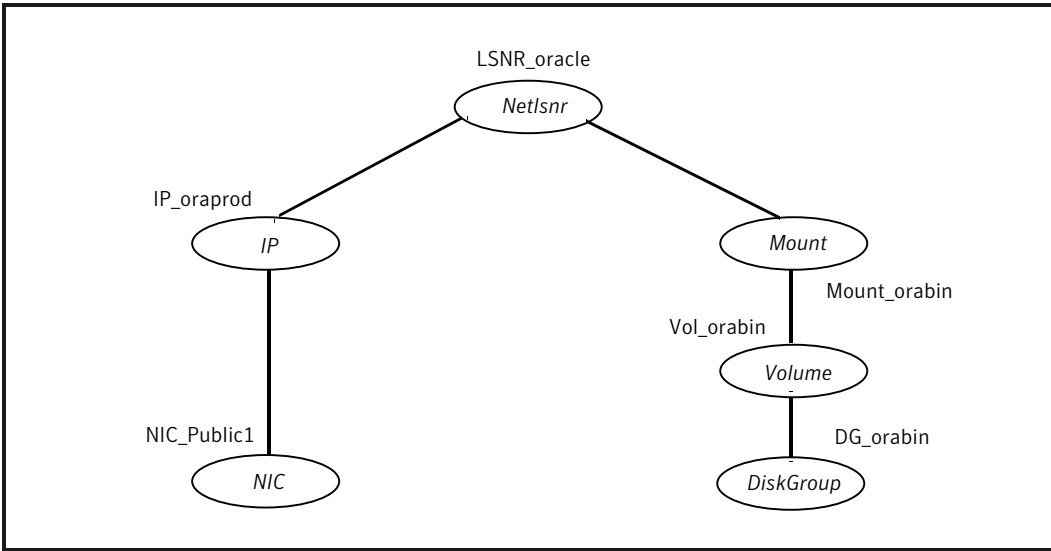 LSNR_oracle
Netlsnr
IP_oraprod
IP
Mount
Mount_orabin
Vol_orabin
Volume
NIC_Public1
DG_orabin
NIC
DiskGroup